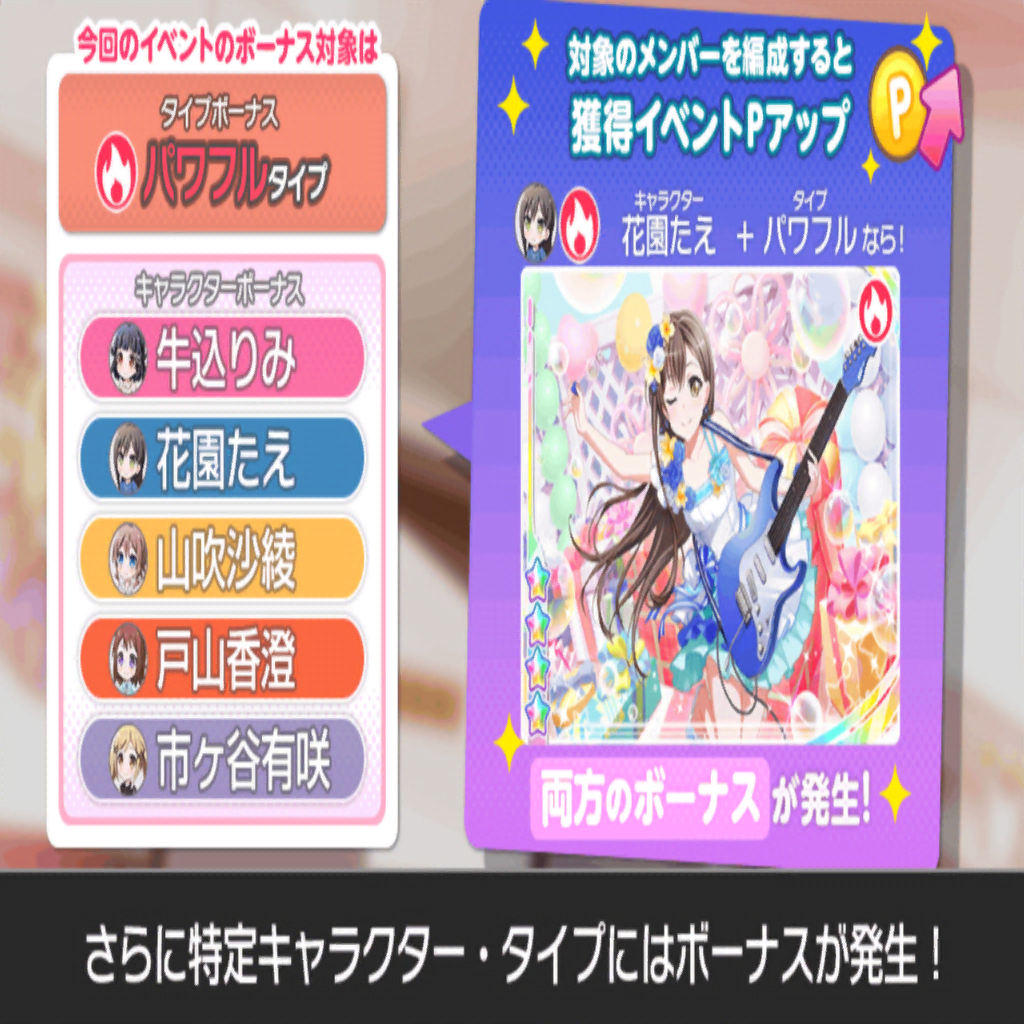 今回のイベントのボーナス対象は
タイプボーナス
パワフルタイプ
キャラクターボーナス
牛込りみ
花園たえ
山吹沙綾
戸山香澄
市ヶ谷有咲
対象のメンバーを編成すると
獲得イベントPアップ
P
キャラクター タイプ
花園たえ + パワフルなら!
両方のボーナスが発生!
さらに特定キャラクター・タイプにはボーナスが発生!